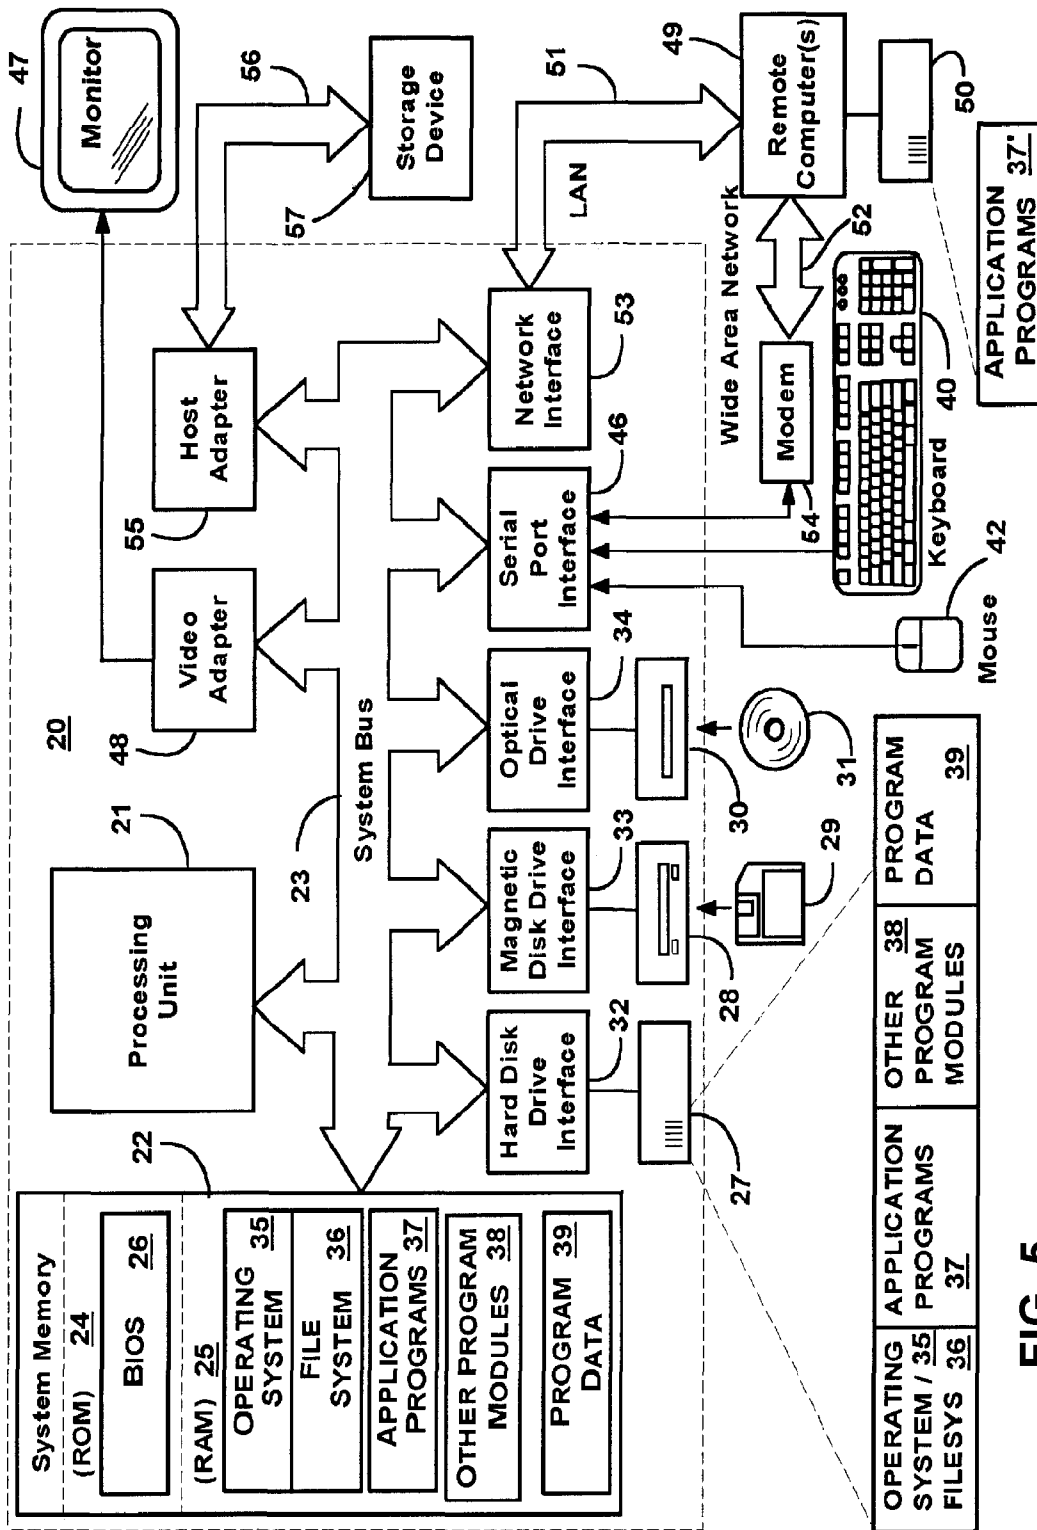 System Memory
(ROM) 24
BIOS 26
(RAM) 25
OPERATING
SYSTEM 35
FILE
SYSTEM 36
APPLICATION
PROGRAMS 37
OTHER PROGRAM
MODULES 38
PROGRAM
DATA 39
22
Processing
Unit
21
20
Video
Adapter
48
Host
Adapter
55
47
Monitor
56
Storage
Device
57
23
System Bus
Hard Disk
Drive
Interface
32
Magnetic
Disk Drive
Interface
33
Optical
Drive
Interface
34
Serial
Port
Interface
46
Network
Interface
53
LAN
51
49
Remote
Computer(s)
50
Wide Area Network
52
Modem
54
Keyboard
40
Mouse
42
27
28
29
30
31
OPERATING
SYSTEM / 35
FILESYS 36
APPLICATION
PROGRAMS
37
OTHER 38
PROGRAM
MODULES
PROGRAM
DATA 39
APPLICATION
PROGRAMS 37'
FIG. 5